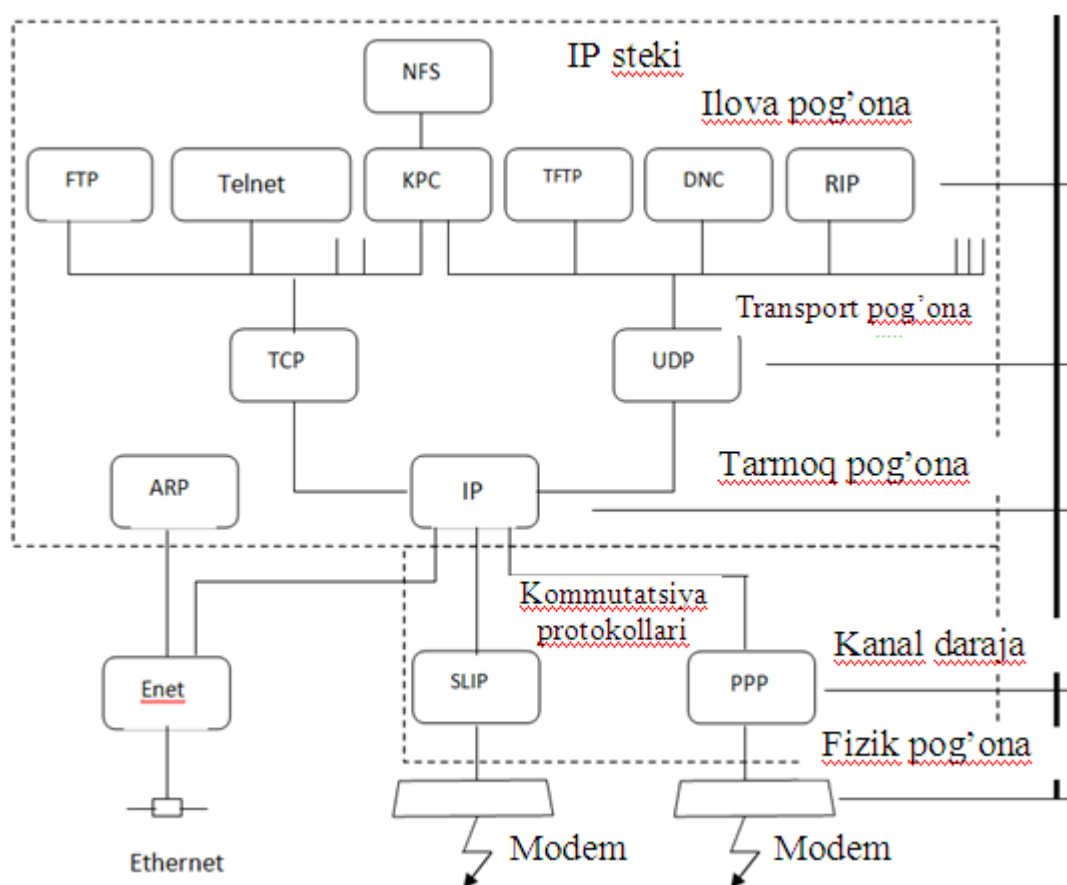 IP steki
NFS
Ilova pog’ona
FTP
Telnet
KPC
TFTP
DNC
RIP
Transport pog’ona
TCP
UDP
Tarmoq pog’ona
ARP
IP
Kommutatsiya
protokollari
Kanal daraja
Enet
SLIP
PPP
Fizik pog’ona
Modem
Modem
Ethernet